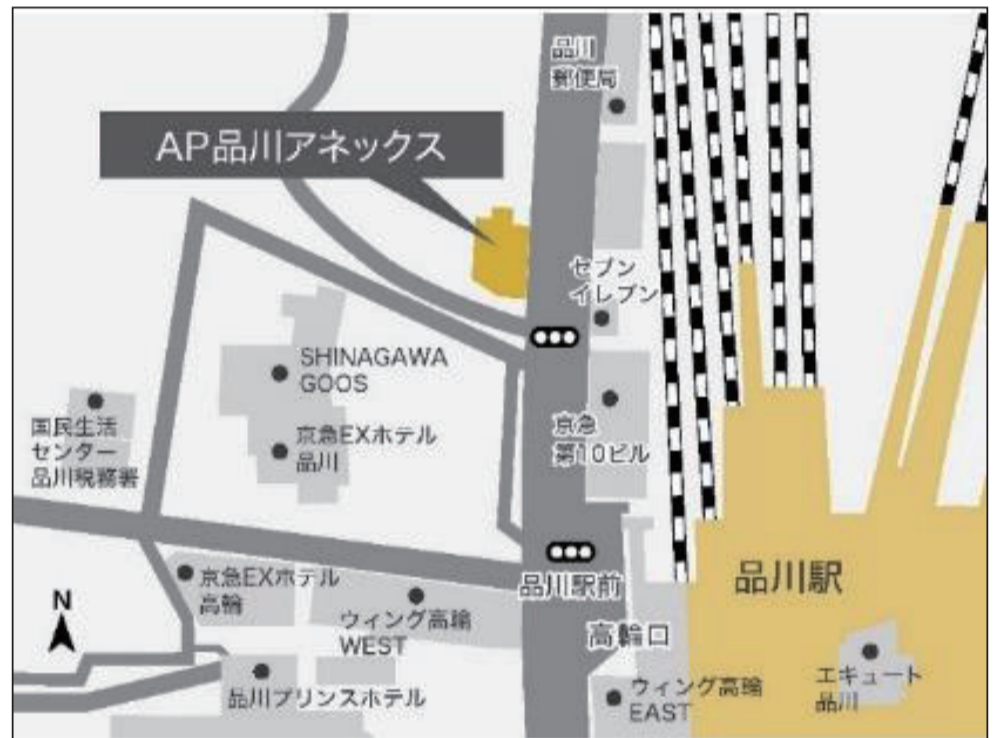 品川
郵便局
AP品川アネックス
セブン
イレブン
SHINAGAWA
GOOS
京急EXホテル
品川
国民生活
センター
品川税務署
京急
第10ビル
品川駅前
品川駅
京急EXホテル
高輪
ウィング高輪
WEST
N
高輪口
品川プリンスホテル
ウィング高輪
EAST
エキュート
品川